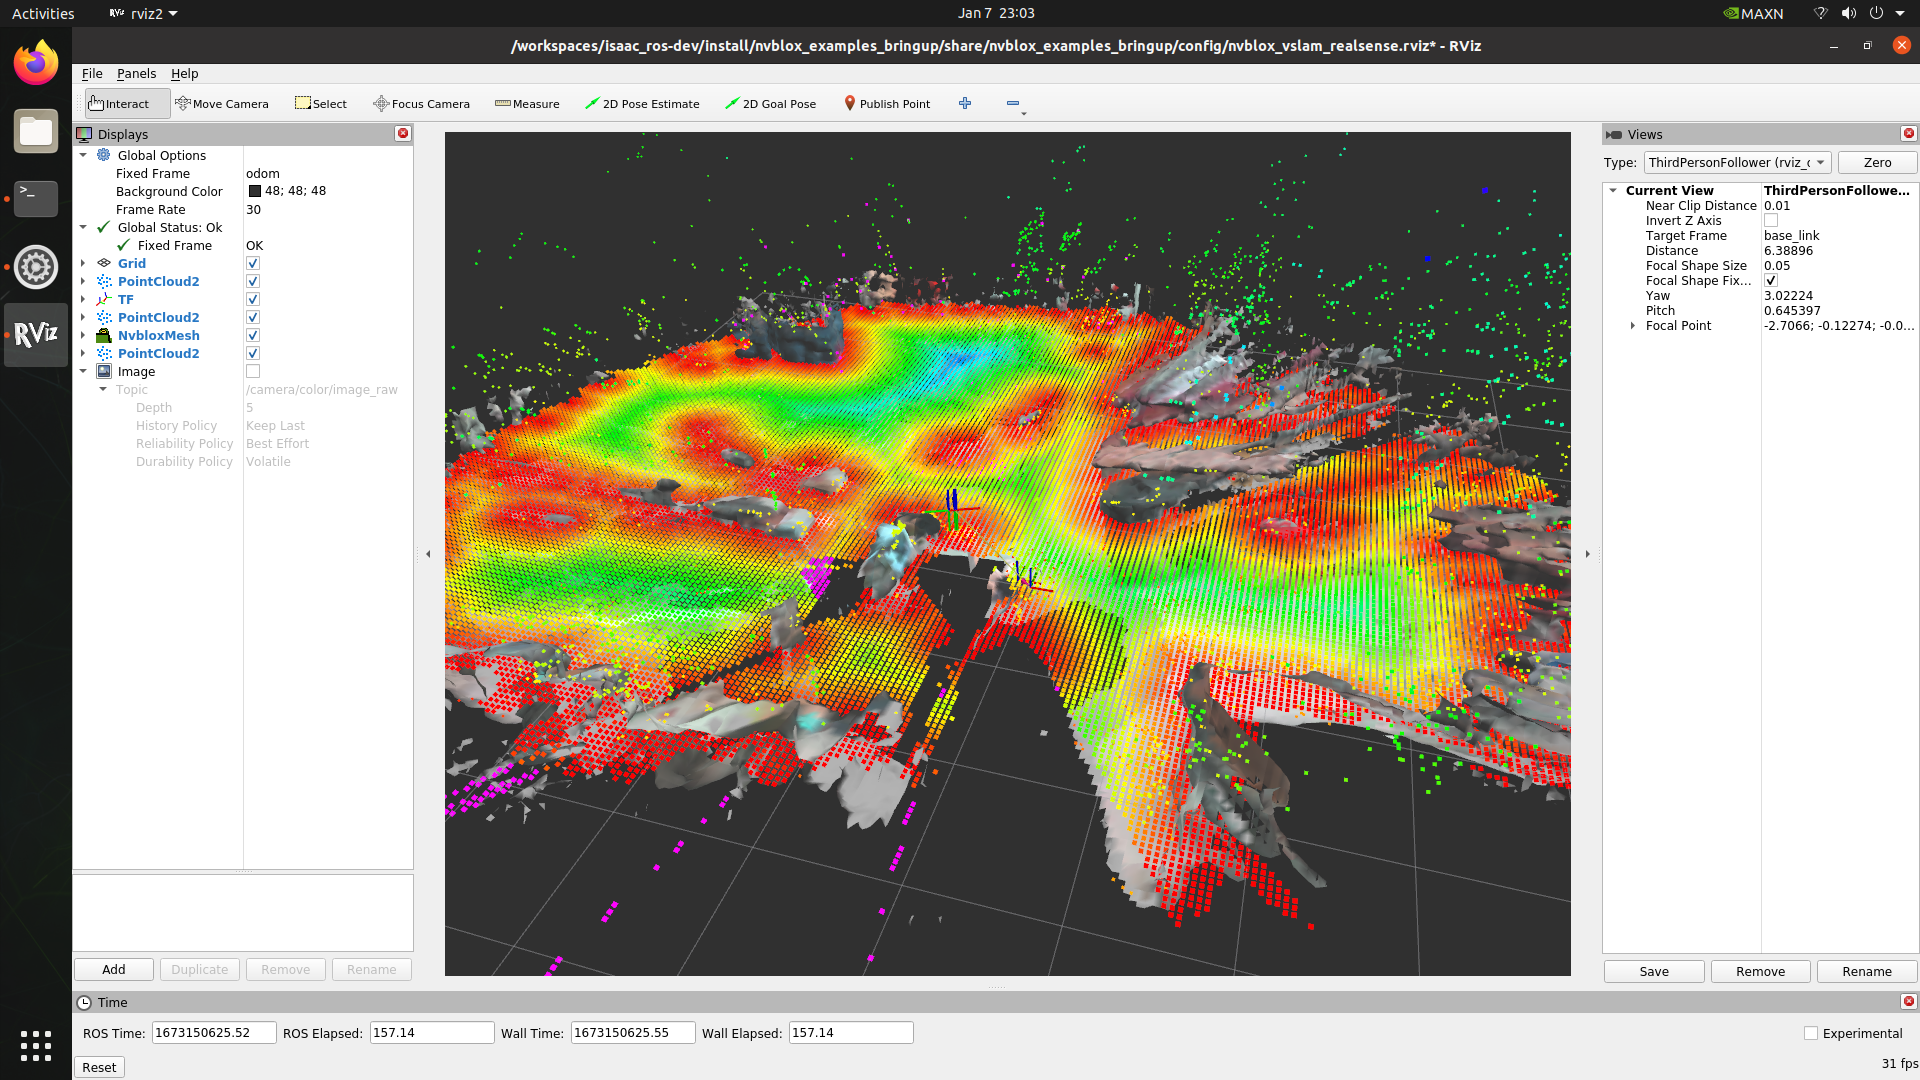 Activities
rviz2
Jan 7 23:03
MAXN
/workspaces/isaac_ros-dev/install/nvblox_examples_bringup/share/nvblox_examples_bringup/config/nvblox_vslam_realsense.rviz* - RViz
File Panels Help
Interact Move Camera Select Focus Camera Measure 2D Pose Estimate 2D Goal Pose Publish Point
Displays
Global Options
Fixed Frame odom
Background Color 48; 48; 48
Frame Rate 30
Global Status: Ok
Fixed Frame OK
Grid
PointCloud2
TF
PointCloud2
NvbloxMesh
PointCloud2
Image
Topic /camera/color/image_raw
Depth 5
History Policy Keep Last
Reliability Policy Best Effort
Durability Policy Volatile
Add Duplicate Remove Rename
RViz
Views
Type: ThirdPersonFollower (rviz_c Zero
Current View ThirdPersonFollowe...
Near Clip Distance 0.01
Invert Z Axis
Target Frame base_link
Distance 6.38896
Focal Shape Size 0.05
Focal Shape Fix...
Yaw 3.02224
Pitch 0.645397
Focal Point -2.7066; -0.12274; -0.0...
Save Remove Rename
Time
ROS Time: 1673150625.52 ROS Elapsed: 157.14 Wall Time: 1673150625.55 Wall Elapsed: 157.14 Experimental
Reset 31 fps